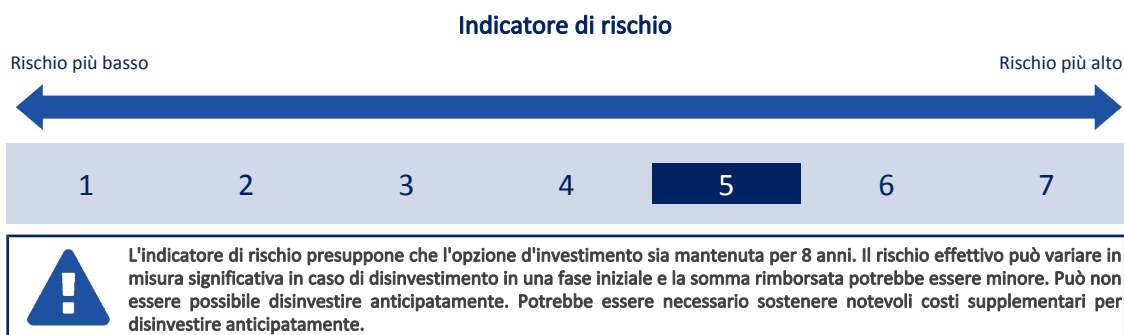 Indicatore di rischio
Rischio più basso
Rischio più alto
1 2 3 4 5 6 7
L'indicatore di rischio presuppone che l'opzione d'investimento sia mantenuta per 8 anni. Il rischio effettivo può variare in
misura significativa in caso di disinvestimento in una fase iniziale e la somma rimborsata potrebbe essere minore. Può non
essere possibile disinvestire anticipatamente. Potrebbe essere necessario sostenere notevoli costi supplementari per
disinvestire anticipatamente.